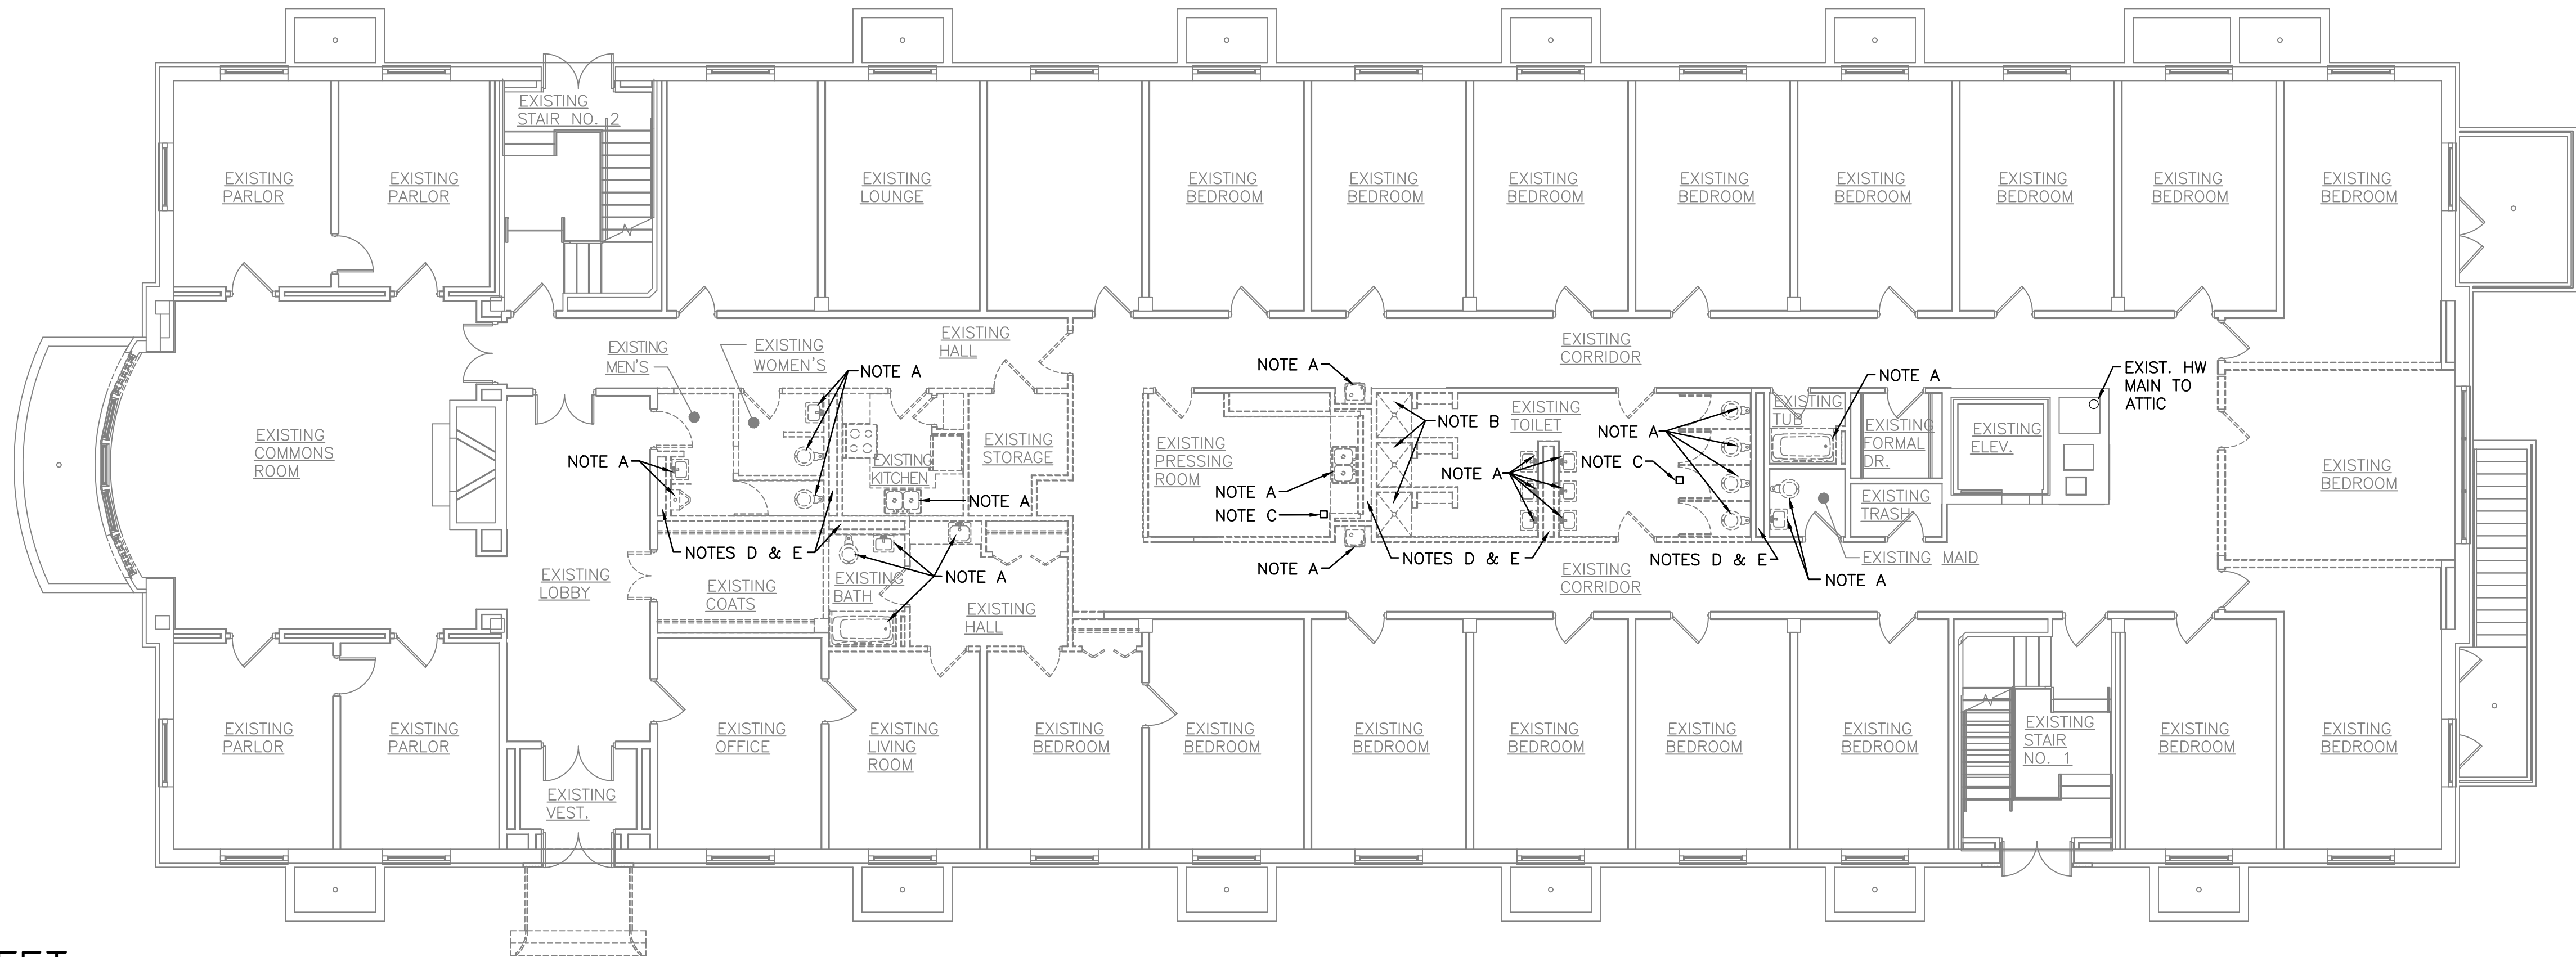 EXISTING
STAIR NO. 2
EXISTING
PARLOR
EXISTING
PARLOR
EXISTING
LOUNGE
EXISTING
BEDROOM
EXISTING
BEDROOM
EXISTING
BEDROOM
EXISTING
BEDROOM
EXISTING
BEDROOM
EXISTING
BEDROOM
EXISTING
BEDROOM
EXISTING
BEDROOM
EXISTING
MEN'S
EXISTING
WOMEN'S
EXISTING
HALL
EXISTING
CORRIDOR
NOTE A
NOTE A
NOTE A
EXIST. HW
MAIN TO
ATTIC
EXISTING
COMMONS
ROOM
NOTE A
EXISTING
KITCHEN
NOTE A
EXISTING
STORAGE
EXISTING
PRESSING
ROOM
NOTE A
NOTE C
NOTE B
EXISTING
TOILET
NOTE A
NOTE A
NOTE C
EXISTING
TUB
EXISTING
FORMAL
DR.
EXISTING
ELEV.
EXISTING
TRASH
EXISTING
BEDROOM
NOTES D & E
NOTE A
NOTE A
NOTES D & E
NOTES D & E
EXISTING MAID
NOTE A
EXISTING
LOBBY
EXISTING
COATS
EXISTING
BATH
EXISTING
HALL
EXISTING
CORRIDOR
EXISTING
PARLOR
EXISTING
PARLOR
EXISTING
OFFICE
EXISTING
LIVING
ROOM
EXISTING
BEDROOM
EXISTING
BEDROOM
EXISTING
BEDROOM
EXISTING
BEDROOM
EXISTING
BEDROOM
EXISTING
BEDROOM
EXISTING
STAIR
NO. 1
EXISTING
BEDROOM
EXISTING
BEDROOM
EXISTING
VEST.